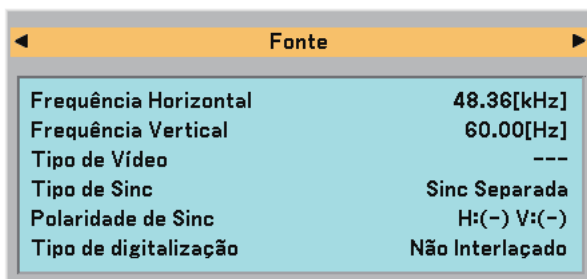 Fonte
Frequência Horizontal 48.36[kHz]
Frequência Vertical 60.00[Hz]
Tipo de Vídeo ---
Tipo de Sinc Sinc Separada
Polaridade de Sinc H:(-) V:(-)
Tipo de digitalização Não Interlaçado